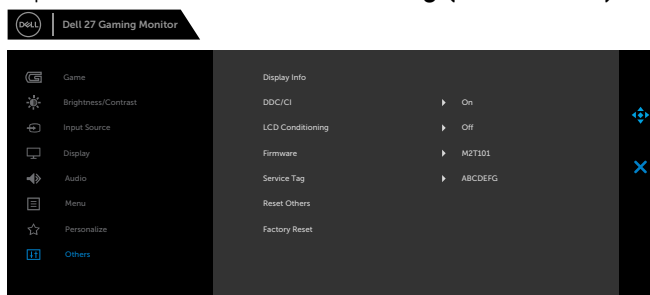 DELL Dell 27 Gaming Monitor
Game Display Info
Brightness/Contrast DDC/CI On
Input Source LCD Conditioning Off
Display Firmware M2T101
Audio Service Tag ABCDEFG
Menu Reset Others
Personalize Factory Reset
Others